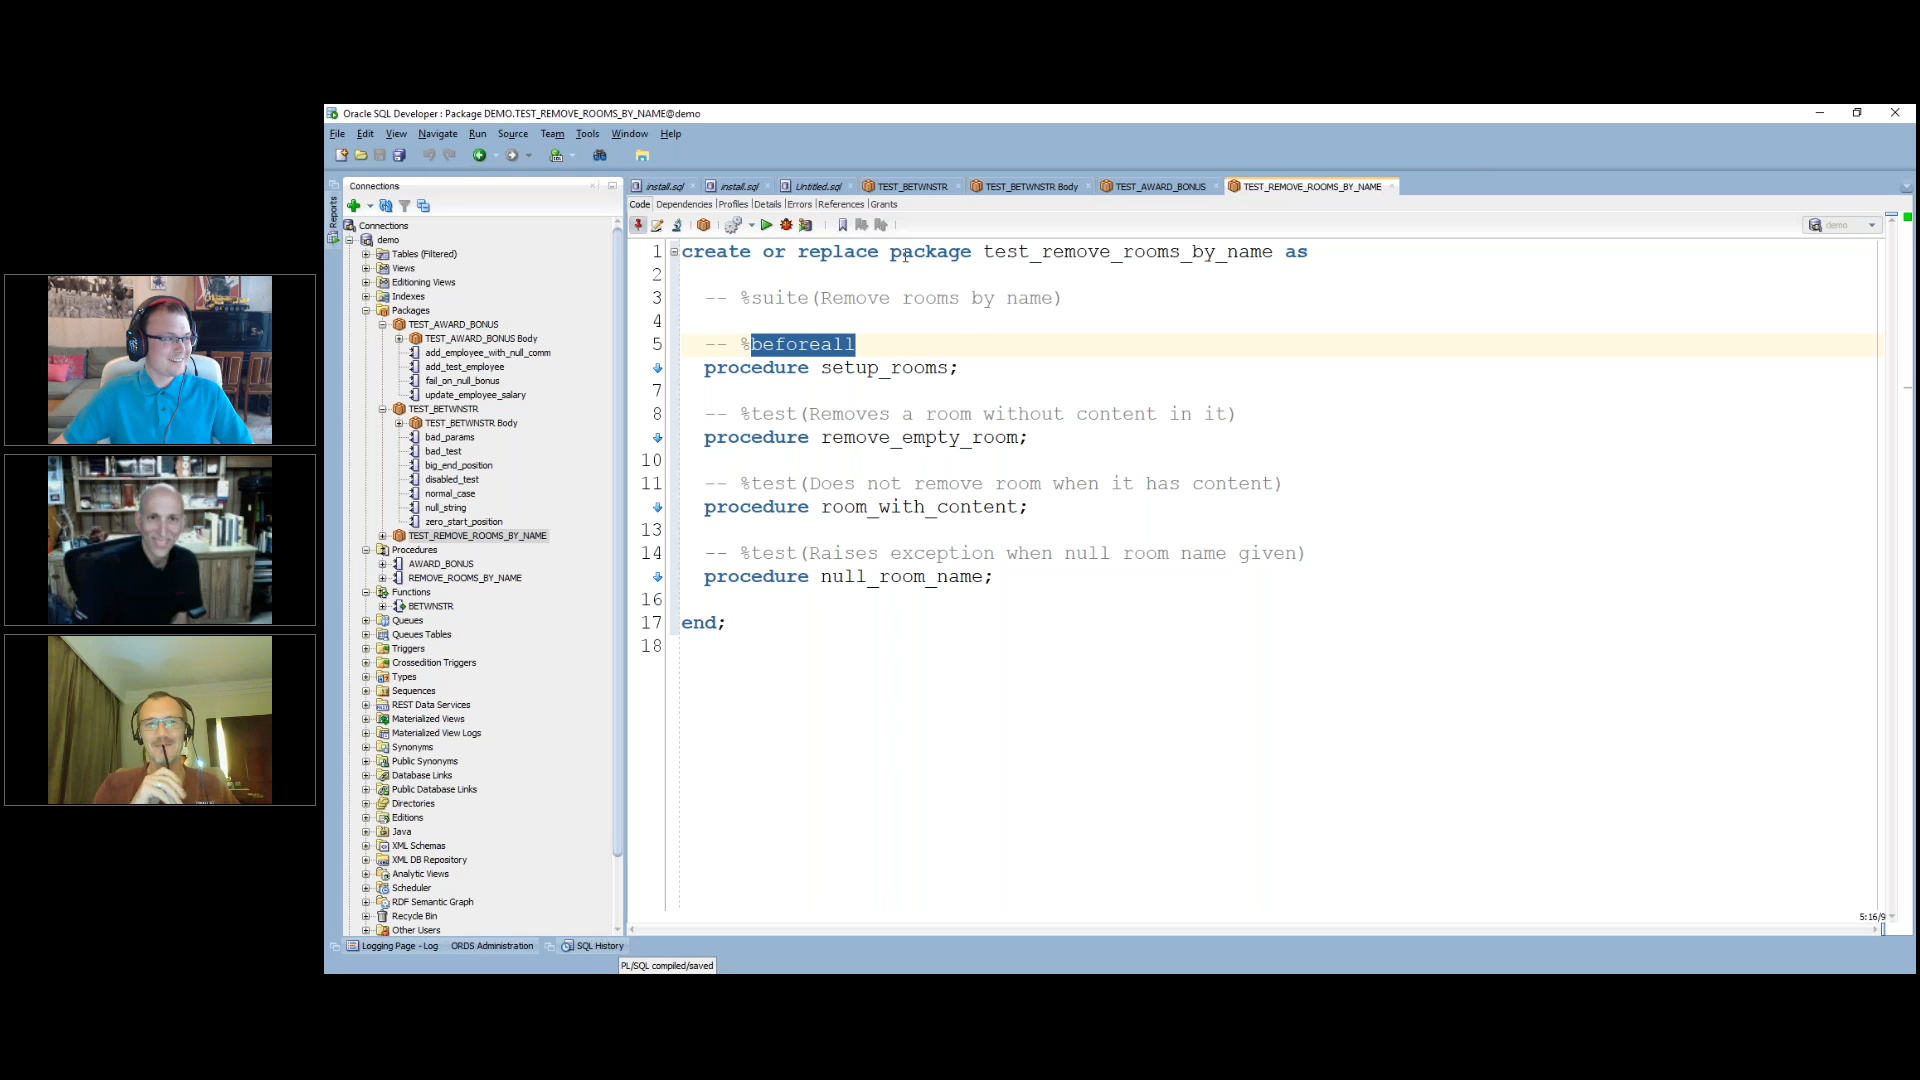 Oracle SQL Developer : Package DEMO.TEST_REMOVE_ROOMS_BY_NAME@demo
File Edit View Navigate Run Source Team Tools Window Help
Connections
Reports
Connections
demo
Tables (Filtered)
Views
Editioning Views
Indexes
Packages
TEST_AWARD_BONUS
TEST_AWARD_BONUS Body
add_employee_with_null_comm
add_test_employee
fail_on_null_bonus
update_employee_salary
TEST_BETWNSTR
TEST_BETWNSTR Body
bad_params
bad_test
big_end_position
disabled_test
normal_case
null_string
zero_start_position
TEST_REMOVE_ROOMS_BY_NAME
Procedures
AWARD_BONUS
REMOVE_ROOMS_BY_NAME
Functions
BETWNSTR
Queues
Queues Tables
Triggers
Crossedition Triggers
Types
Sequences
REST Data Services
Materialized Views
Materialized View Logs
Synonyms
Public Synonyms
Database Links
Public Database Links
Directories
Editions
Java
XML Schemas
XML DB Repository
Analytic Views
Scheduler
RDF Semantic Graph
Recycle Bin
Other Users
install.sql install.sql Untitled.sql TEST_BETWNSTR TEST_BETWNSTR Body TEST_AWARD_BONUS TEST_REMOVE_ROOMS_BY_NAME
Code Dependencies Profiles Details Errors References Grants
demo
1 create or replace package test_remove_rooms_by_name as
2
3 -- %suite(Remove rooms by name)
4
5 -- %beforeall
procedure setup_rooms;
7
8 -- %test(Removes a room without content in it)
procedure remove_empty_room;
10
11 -- %test(Does not remove room when it has content)
procedure room_with_content;
13
14 -- %test(Raises exception when null room name given)
procedure null_room_name;
16
17 end;
18
5:16/9
Logging Page - Log ORDS Administration SQL History
PL/SQL compiled/saved